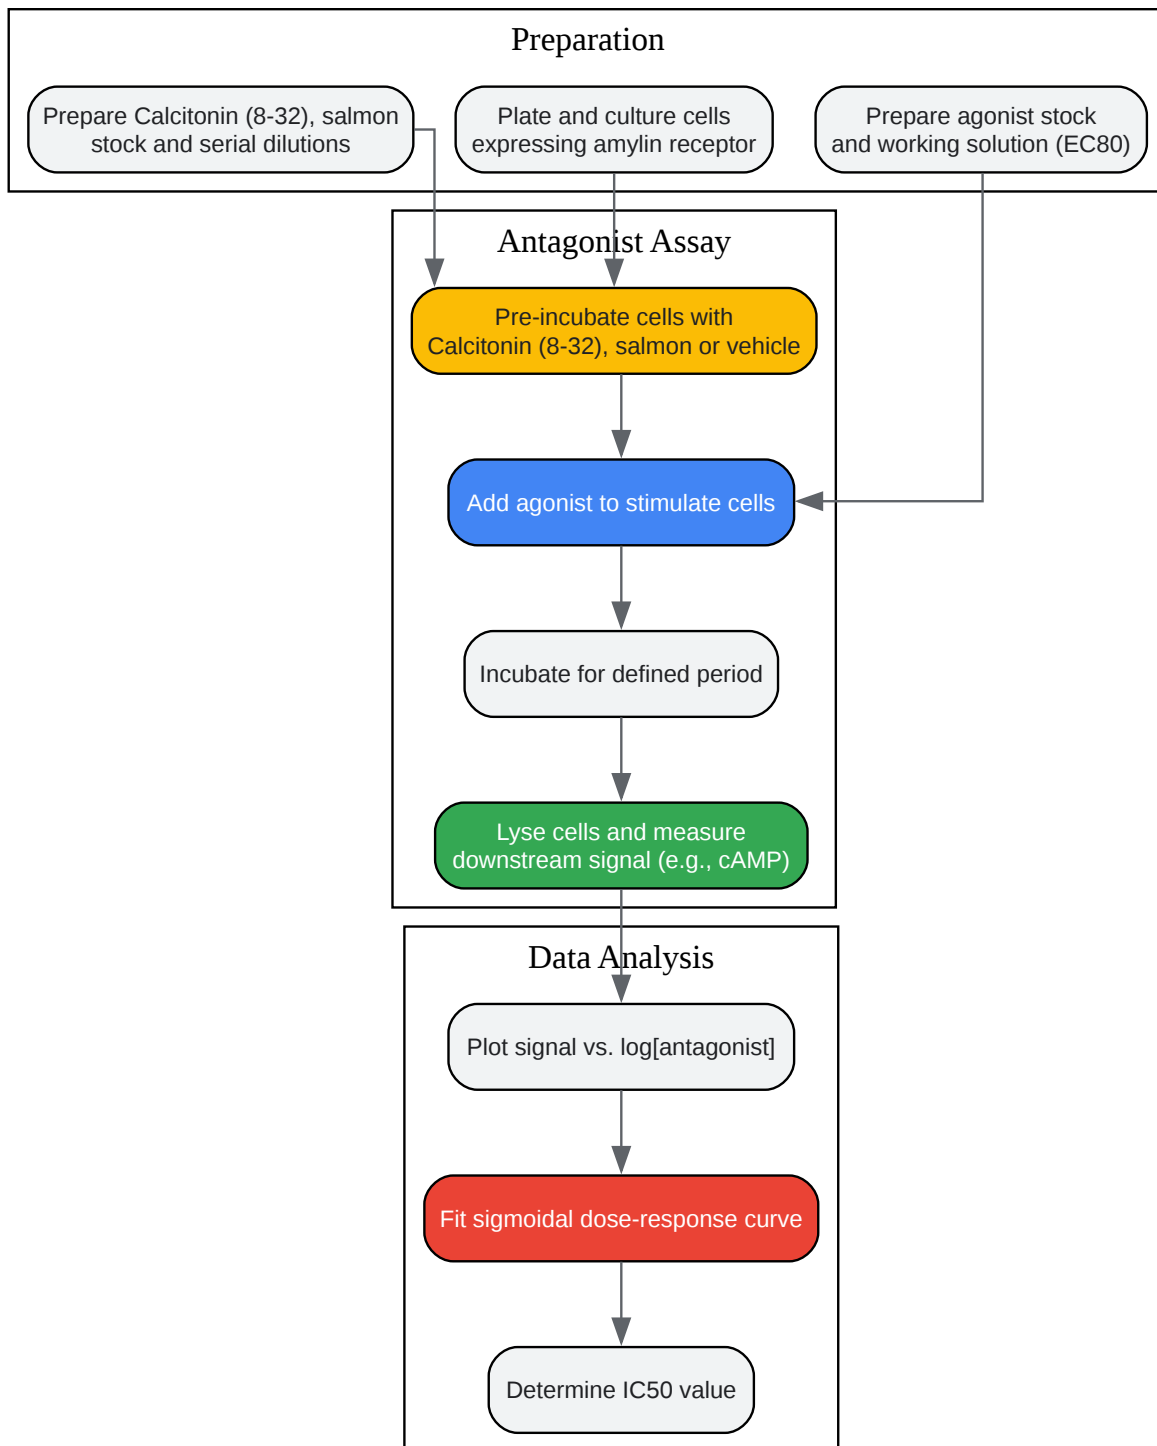 Preparation
Prepare Calcitonin (8-32), salmon
stock and serial dilutions
Plate and culture cells
expressing amylin receptor
Prepare agonist stock
and working solution (EC80)
Antagonist Assay
Pre-incubate cells with
Calcitonin (8-32), salmon or vehicle
Add agonist to stimulate cells
Incubate for defined period
Lyse cells and measure
downstream signal (e.g., cAMP)
Data Analysis
Plot signal vs. log[antagonist]
Fit sigmoidal dose-response curve
Determine IC50 value